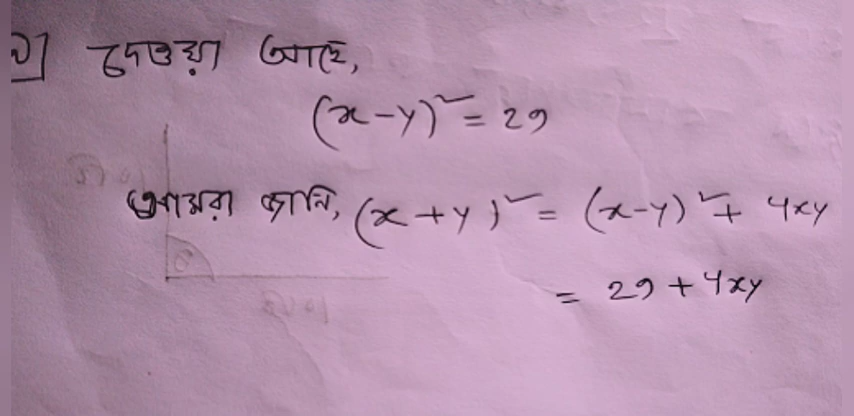 দেওয়া আছে,
(x-y)² = 29
আমরা জানি, (x+y)² = (x-y)² + 4xy
= 29 + 4xy